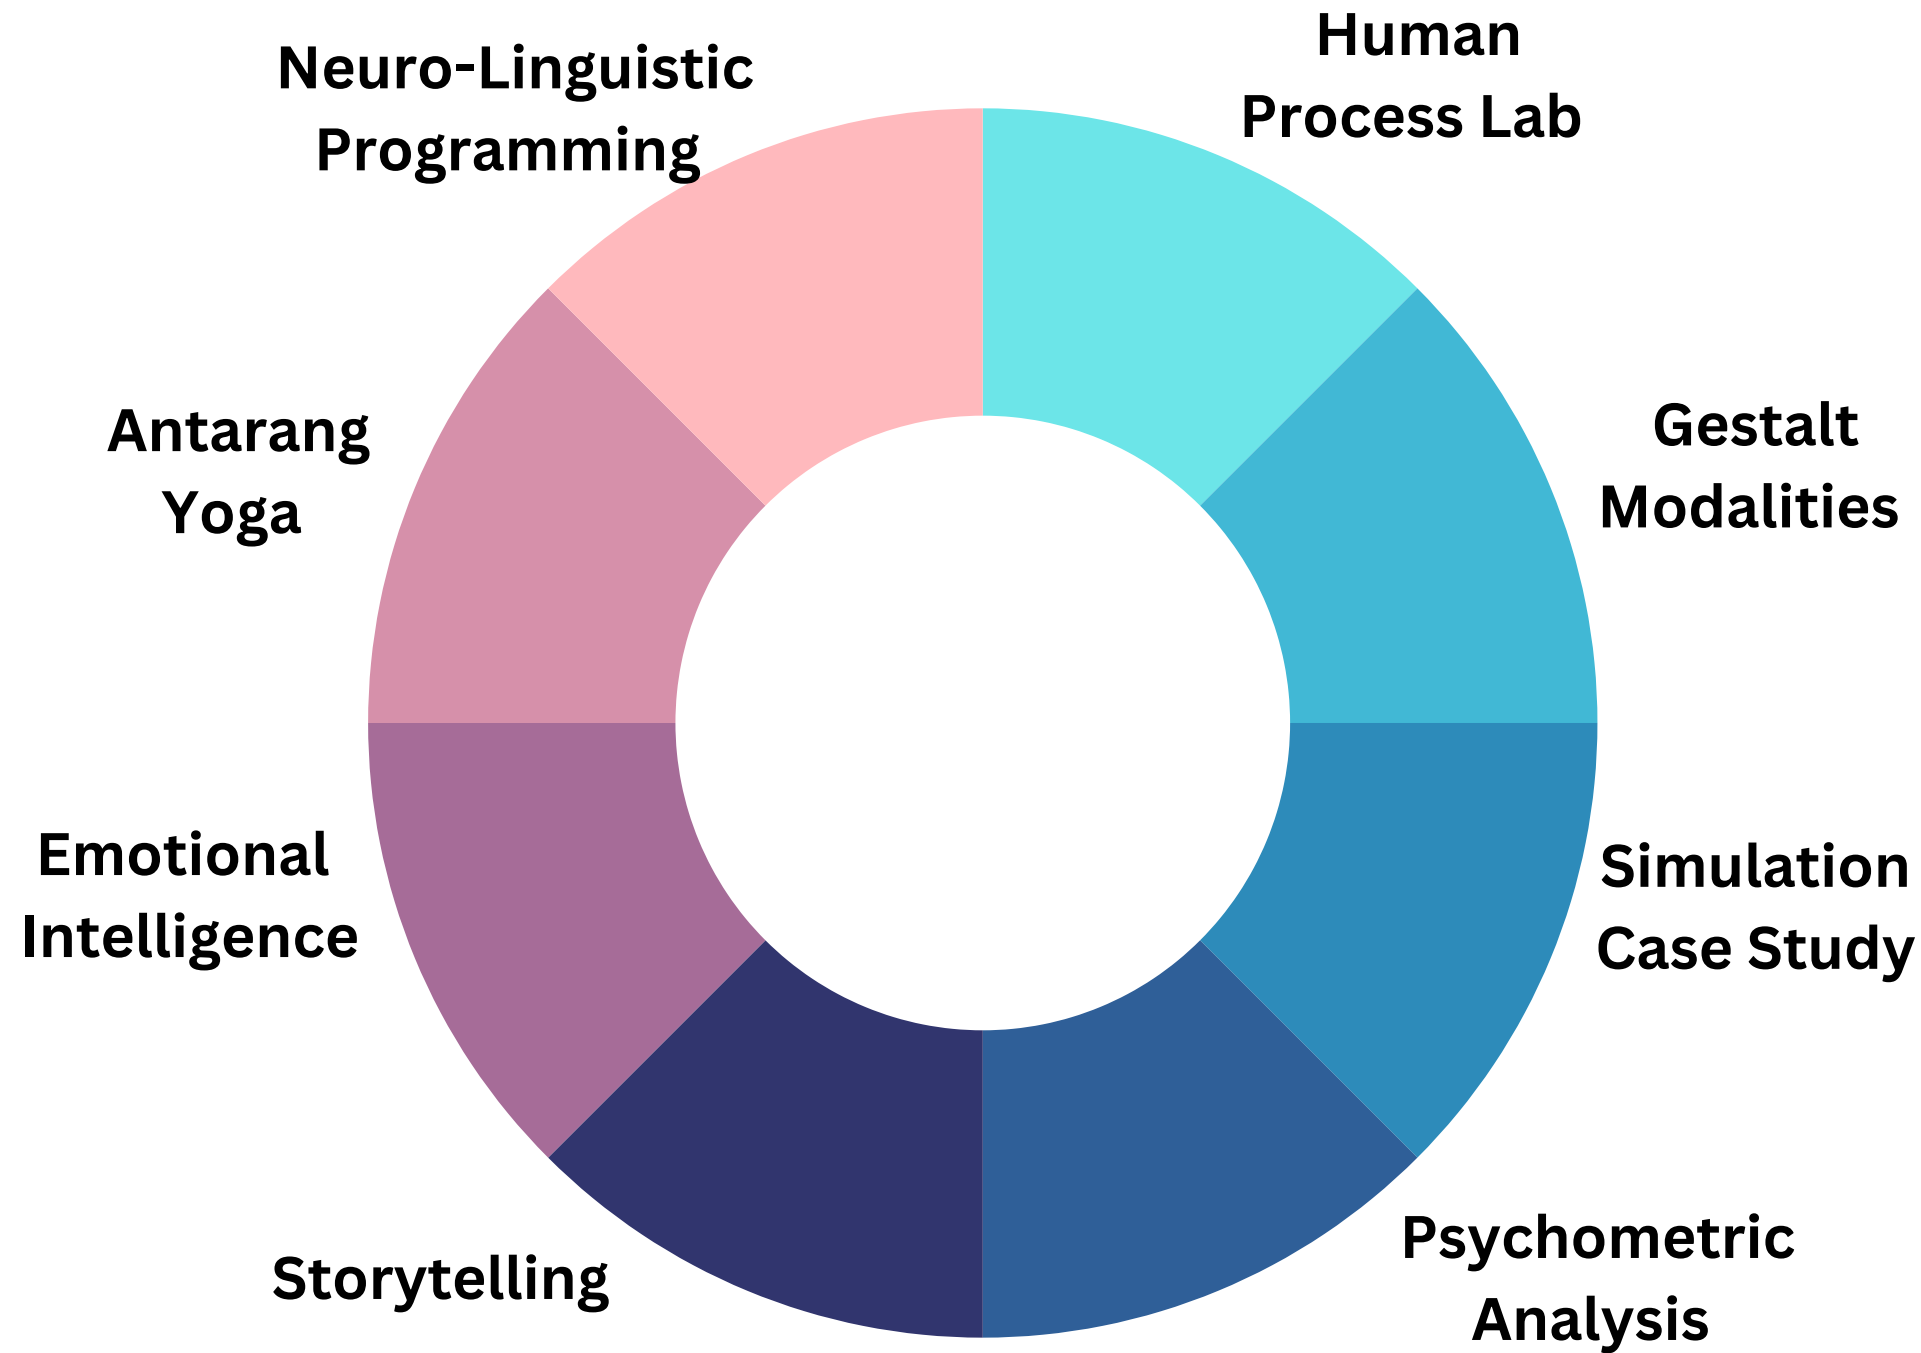 Neuro-Linguistic
Programming
Human
Process Lab
Antarang
Yoga
Gestalt
Modalities
Emotional
Intelligence
Simulation
Case Study
Storytelling
Psychometric
Analysis